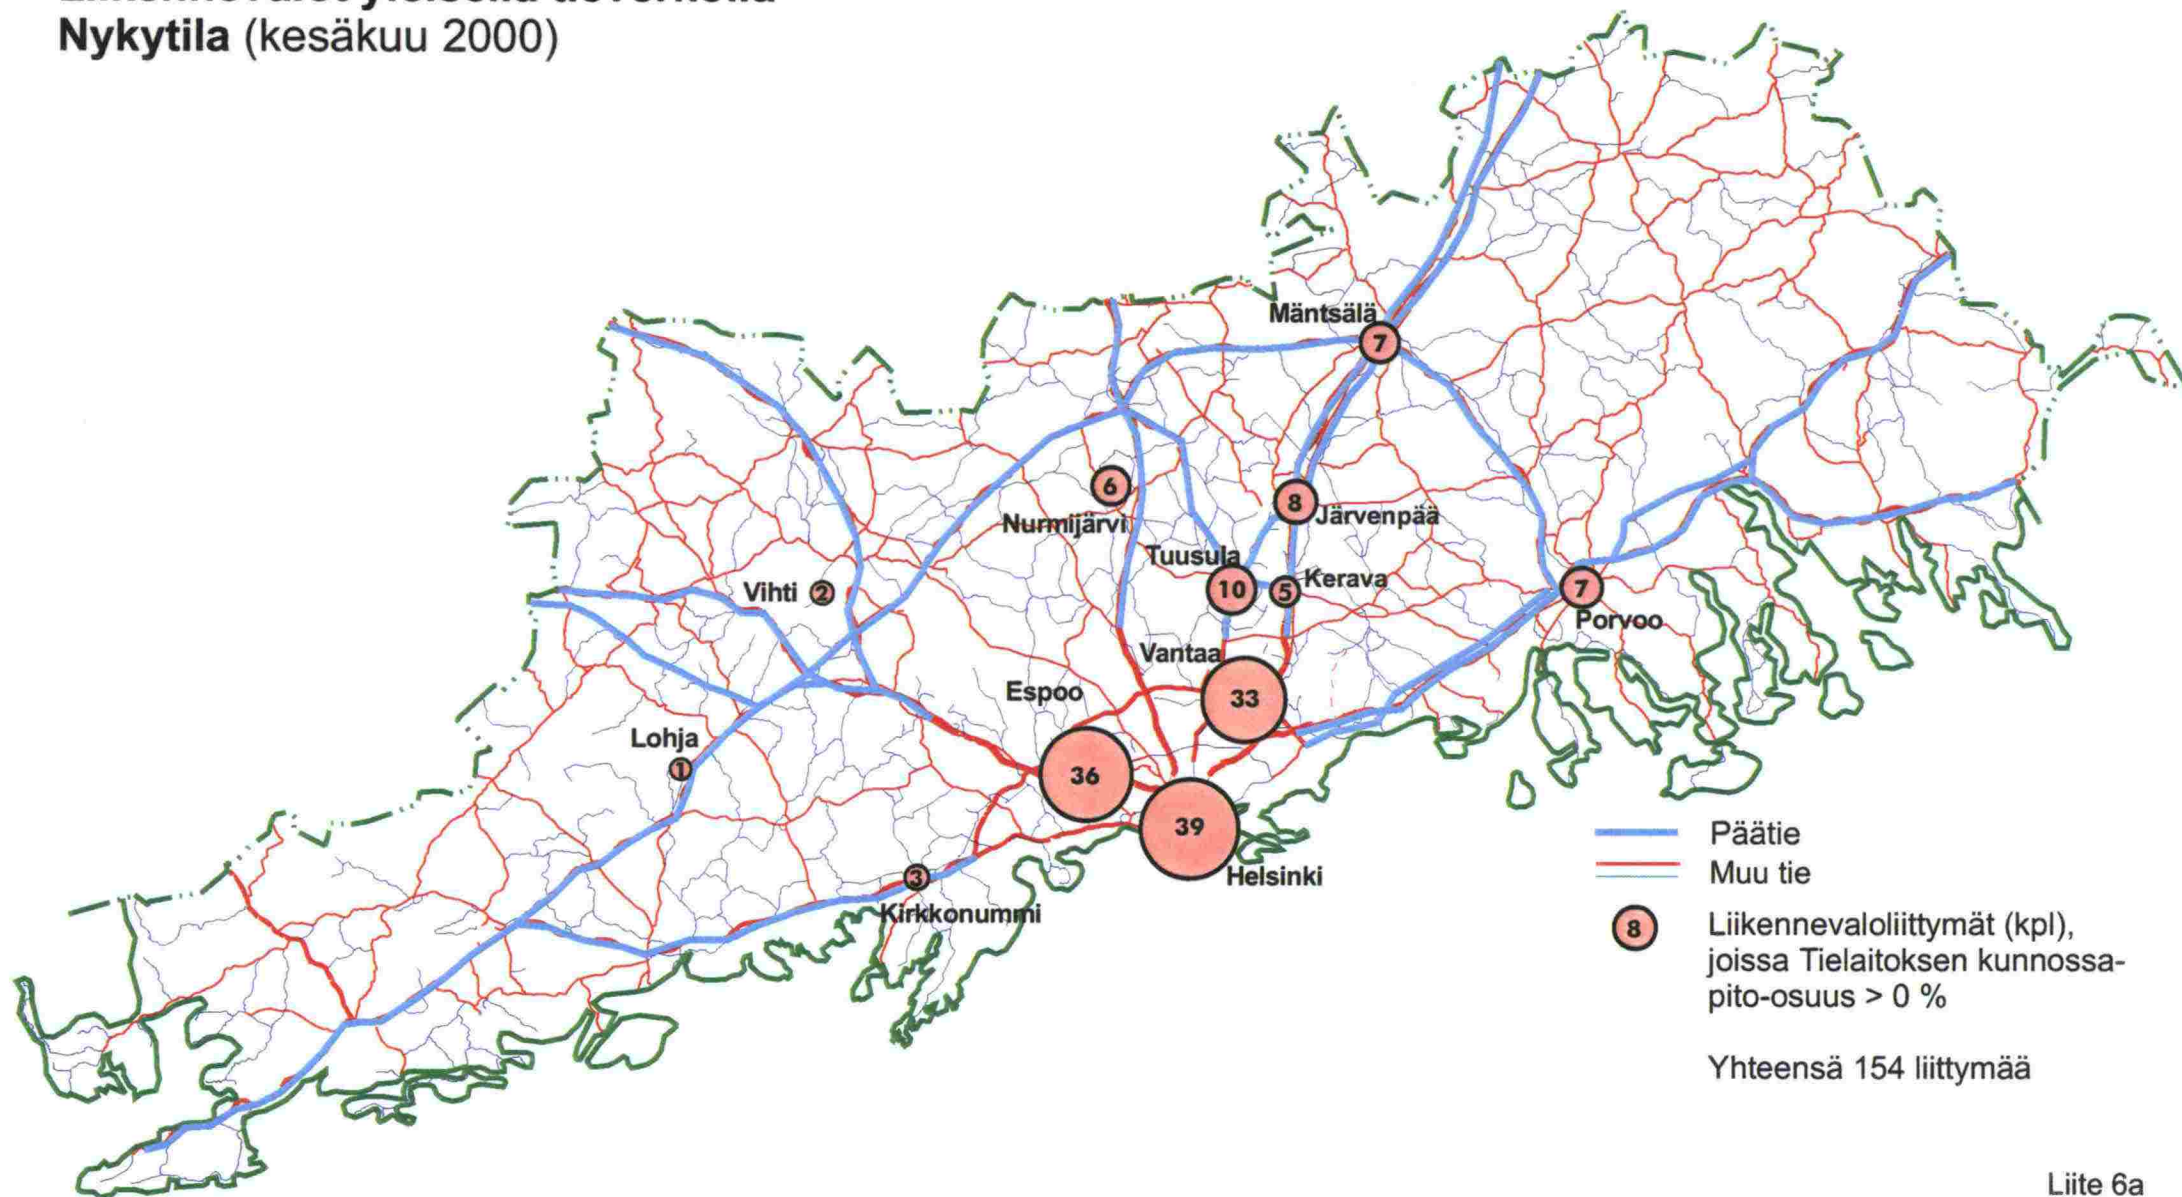 Nykytila (kesäkuu 2000)
Mäntsälä
7
6
Nurmijärvi
8
Järvenpää
Tuusula
10
5
Kerava
Vihti
2
7
Porvoo
Vantaa
33
Espoo
36
Lohja
1
39
Helsinki
3
Kirkkonummi
Päätie
Muu tie
8
Liikennevaloliittymät (kpl),
joissa Tielaitoksen kunnossa-
pito-osuus > 0 %
Yhteensä 154 liittymää
Liite 6a